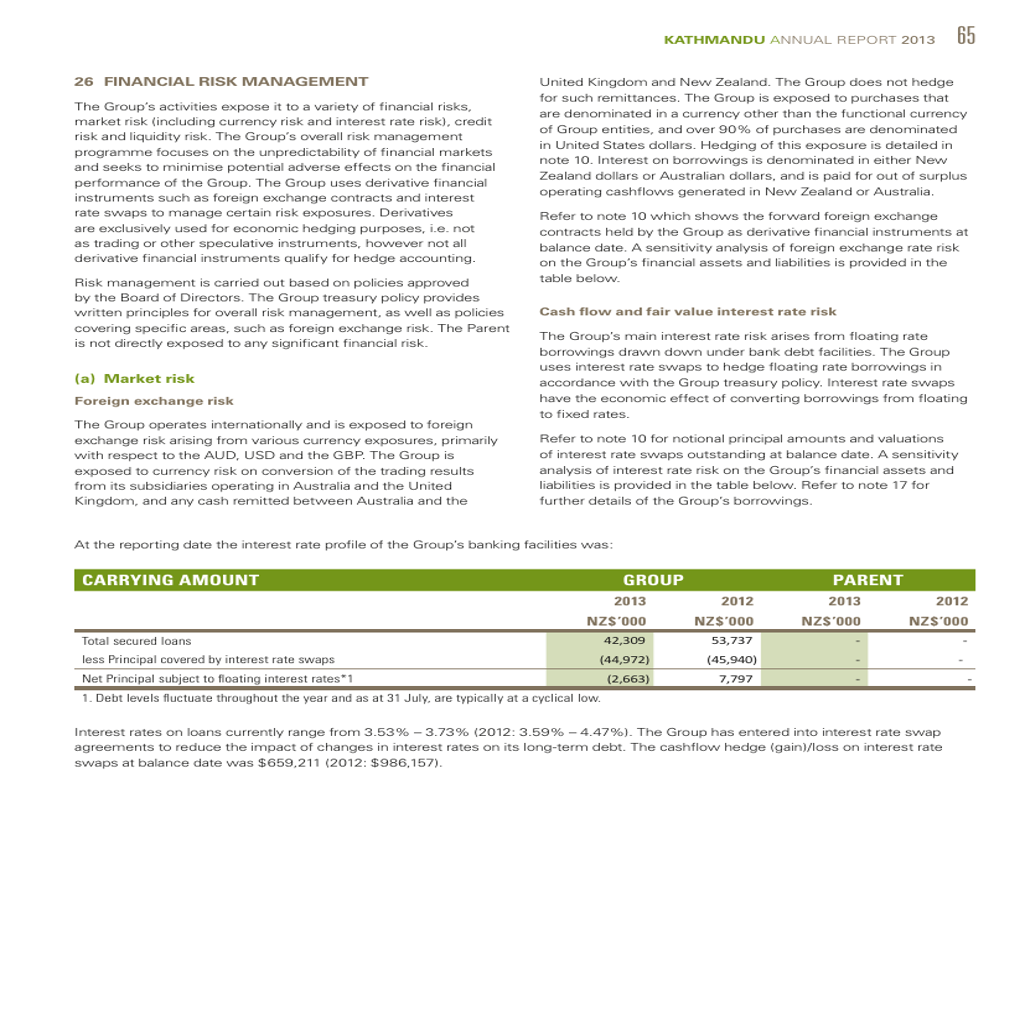 KATHMANDU ANNUAL REPORT 2013 65
26 FINANCIAL RISK MANAGEMENT
The Group's activities expose it to a variety of financial risks,
market risk (including currency risk and interest rate risk), credit
risk and liquidity risk. The Group's overall risk management
programme focuses on the unpredictability of financial markets
and seeks to minimise potential adverse effects on the financial
performance of the Group. The Group uses derivative financial
instruments such as foreign exchange contracts and interest
rate swaps to manage certain risk exposures. Derivatives
are exclusively used for economic hedging purposes, i.e. not
as trading or other speculative instruments, however not all
derivative financial instruments qualify for hedge accounting.
Risk management is carried out based on policies approved
by the Board of Directors. The Group treasury policy provides
written principles for overall risk management, as well as policies
covering specific areas, such as foreign exchange risk. The Parent
is not directly exposed to any significant financial risk.
(a) Market risk
Foreign exchange risk
The Group operates internationally and is exposed to foreign
exchange risk arising from various currency exposures, primarily
with respect to the AUD, USD and the GBP. The Group is
exposed to currency risk on conversion of the trading results
from its subsidiaries operating in Australia and the United
Kingdom, and any cash remitted between Australia and the
United Kingdom and New Zealand. The Group does not hedge
for such remittances. The Group is exposed to purchases that
are denominated in a currency other than the functional currency
of Group entities, and over 90% of purchases are denominated
in United States dollars. Hedging of this exposure is detailed in
note 10. Interest on borrowings is denominated in either New
Zealand dollars or Australian dollars, and is paid for out of surplus
operating cashflows generated in New Zealand or Australia.
Refer to note 10 which shows the forward foreign exchange
contracts held by the Group as derivative financial instruments at
balance date. A sensitivity analysis of foreign exchange rate risk
on the Group's financial assets and liabilities is provided in the
table below.
Cash flow and fair value interest rate risk
The Group's main interest rate risk arises from floating rate
borrowings drawn down under bank debt facilities. The Group
uses interest rate swaps to hedge floating rate borrowings in
accordance with the Group treasury policy. Interest rate swaps
have the economic effect of converting borrowings from floating
to fixed rates.
Refer to note 10 for notional principal amounts and valuations
of interest rate swaps outstanding at balance date. A sensitivity
analysis of interest rate risk on the Group's financial assets and
liabilities is provided in the table below. Refer to note 17 for
further details of the Group's borrowings.
At the reporting date the interest rate profile of the Group's banking facilities was:
CARRYING AMOUNT GROUP PARENT
2013 2012 2013 2012
NZ$'000 NZ$'000 NZ$'000 NZ$'000
Total secured loans 42,309 53,737 - -
less Principal covered by interest rate swaps (44,972) (45,940) - -
Net Principal subject to floating interest rates*1 (2,663) 7,797 - -
1. Debt levels fluctuate throughout the year and as at 31 July, are typically at a cyclical low.
Interest rates on loans currently range from 3.53% – 3.73% (2012: 3.59% – 4.47%). The Group has entered into interest rate swap
agreements to reduce the impact of changes in interest rates on its long-term debt. The cashflow hedge (gain)/loss on interest rate
swaps at balance date was $659,211 (2012: $986,157).